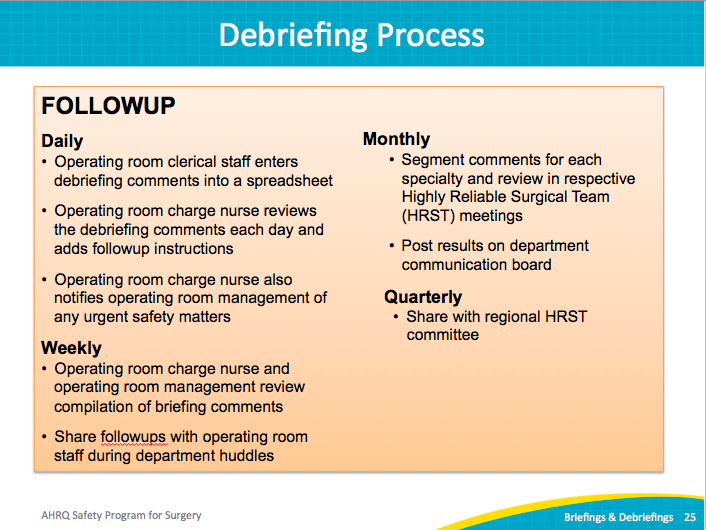 Debriefing Process
FOLLOWUP
Daily
• Operating room clerical staff enters
debriefing comments into a spreadsheet
• Operating room charge nurse reviews
the debriefing comments each day and
adds followup instructions
• Operating room charge nurse also
notifies operating room management of
any urgent safety matters
Weekly
• Operating room charge nurse and
operating room management review
compilation of briefing comments
• Share followups with operating room
staff during department huddles
Monthly
• Segment comments for each
specialty and review in respective
Highly Reliable Surgical Team
(HRST) meetings
• Post results on department
communication board
Quarterly
• Share with regional HRST
committee
AHRQ Safety Program for Surgery
Briefings & Debriefings 25